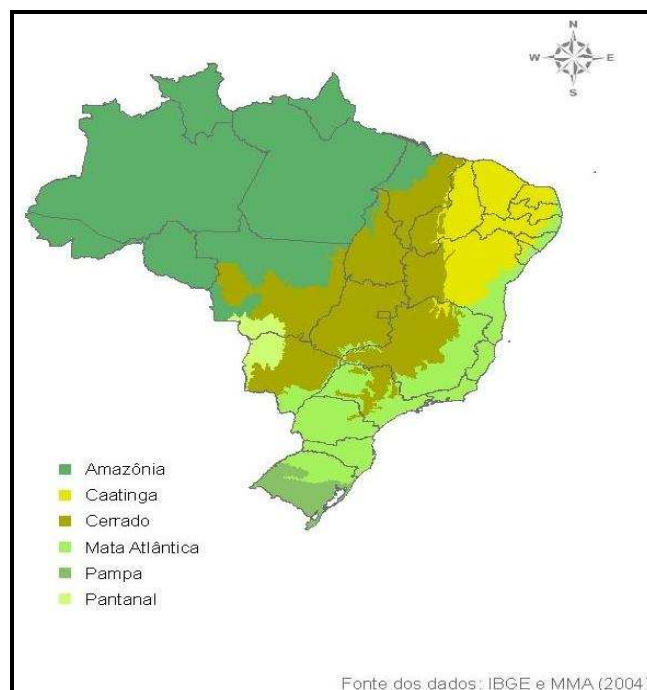 N
W E
S
Amazônia
Caatinga
Cerrado
Mata Atlântica
Pampa
Pantanal
Fonte dos dados: IBGE e MMA (2004)